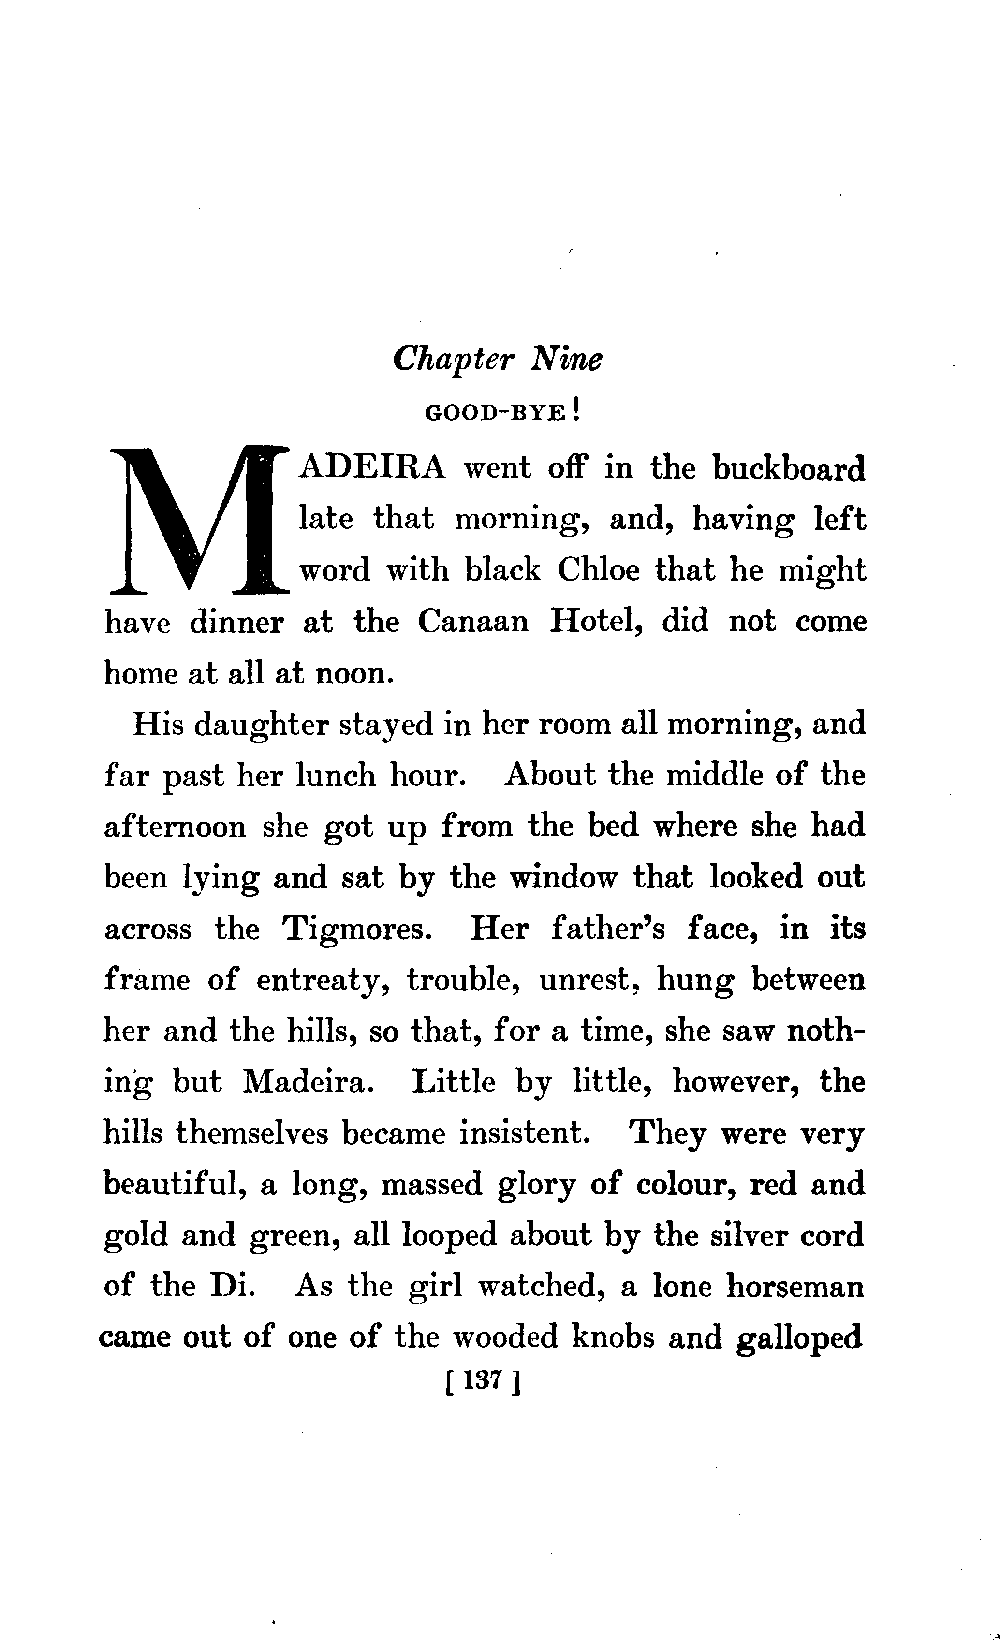 Chapter Nine
GOOD-BYE!
MADEIRA went off in the buckboard
late that morning, and, having left
word with black Chloe that he might
have dinner at the Canaan Hotel, did not come
home at all at noon.
His daughter stayed in her room all morning, and
far past her lunch hour. About the middle of the
afternoon she got up from the bed where she had
been lying and sat by the window that looked out
across the Tigmores. Her father's face, in its
frame of entreaty, trouble, unrest, hung between
her and the hills, so that, for a time, she saw noth-
ing but Madeira. Little by little, however, the
hills themselves became insistent. They were very
beautiful, a long, massed glory of colour, red and
gold and green, all looped about by the silver cord
of the Di. As the girl watched, a lone horseman
came out of one of the wooded knobs and galloped
[ 137 ]